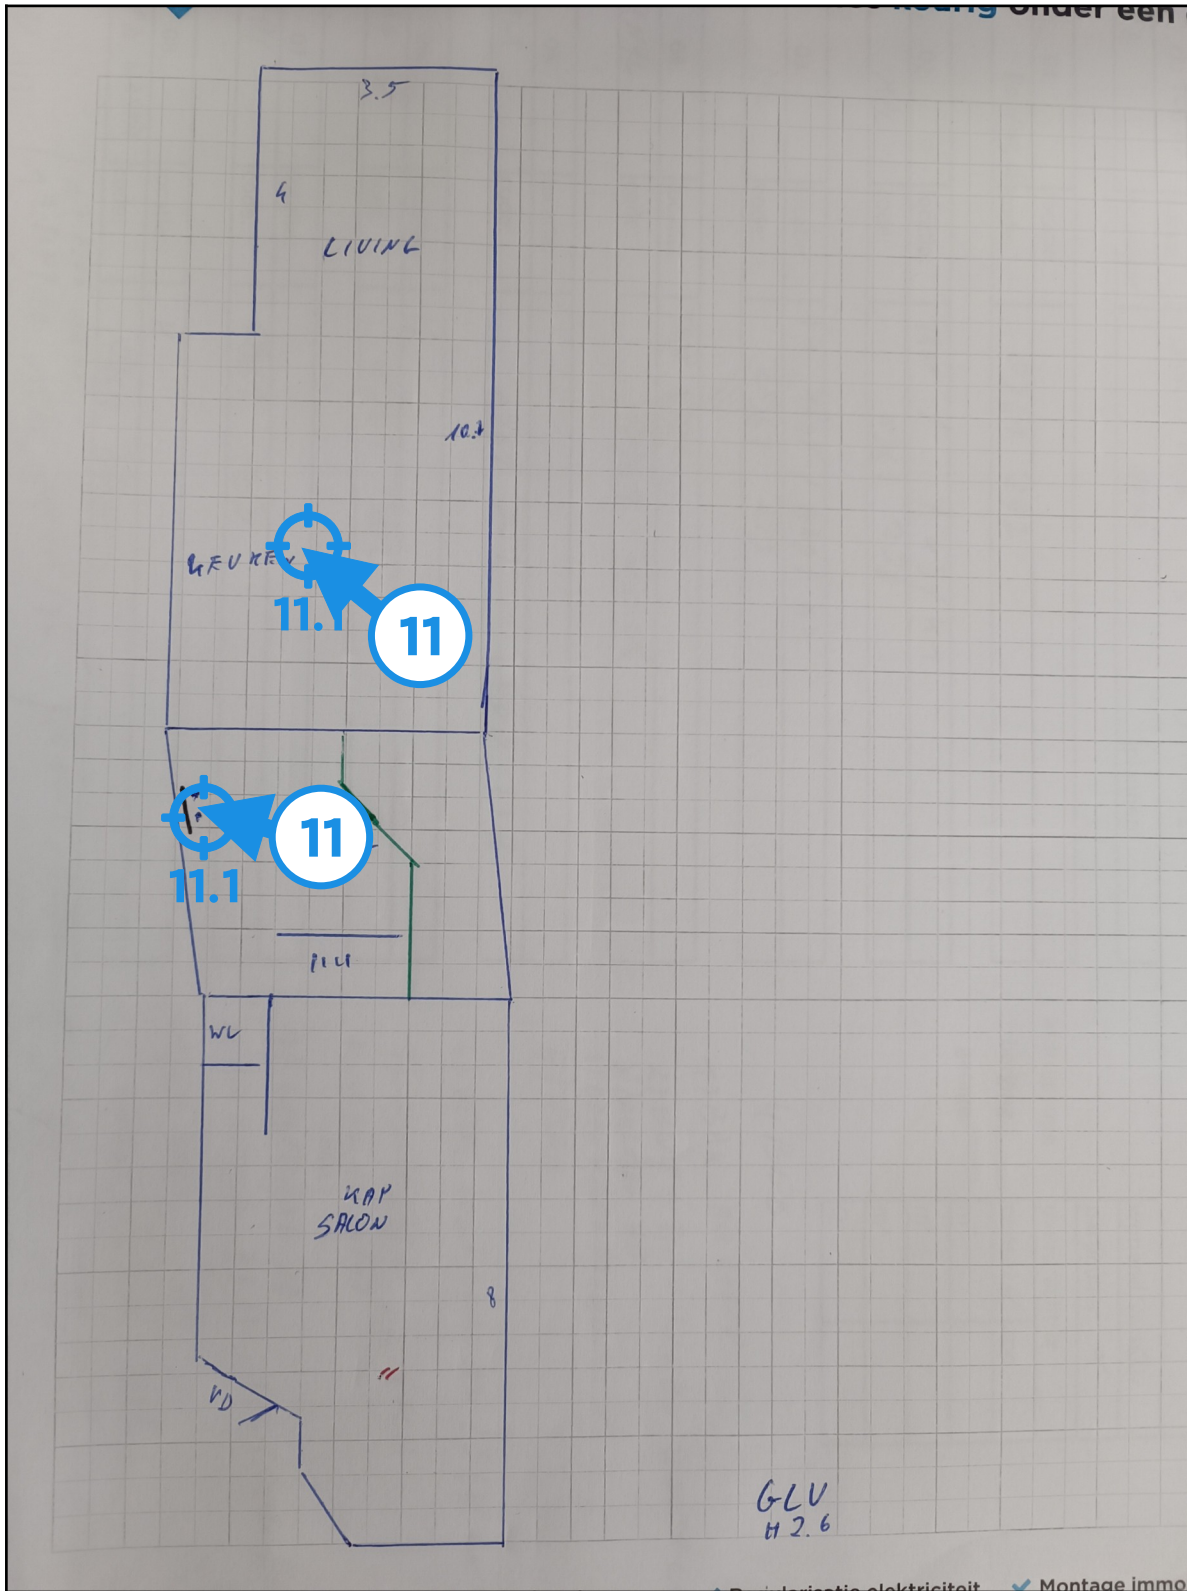 onder een
3.5
4
LIVING
10.7
KEUKEN
11.1
11
11
11.1
WC
KAP
SALON
8
VD
GLV
H 2.6
elektriciteit
Montage immo